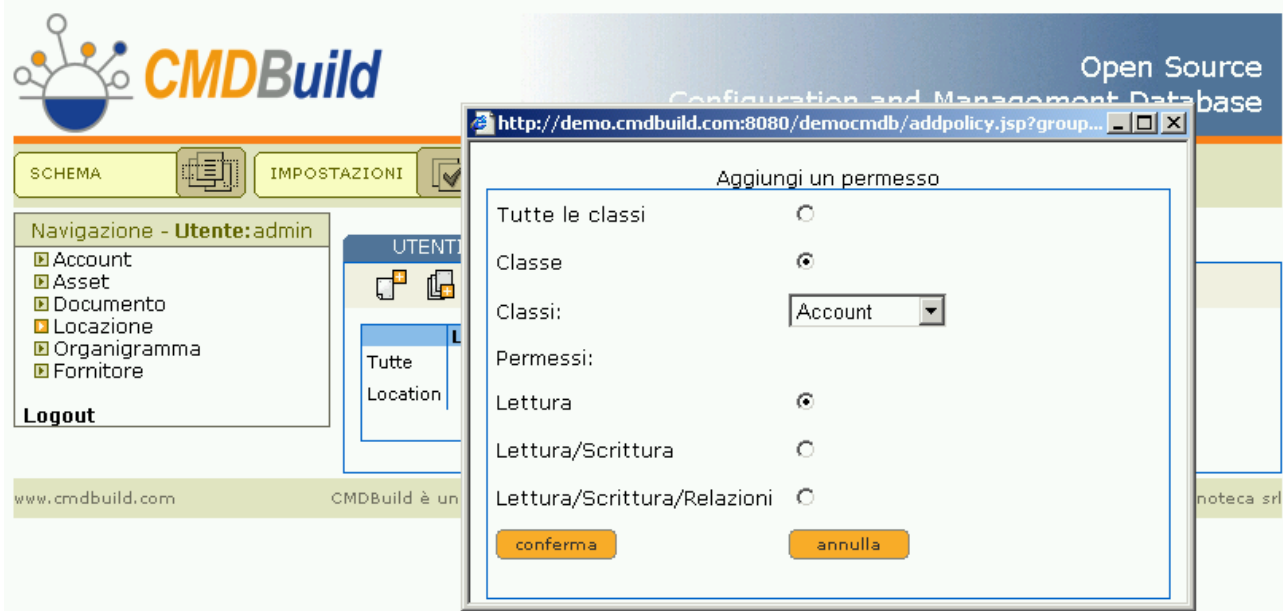 CMDBuild
Open Source
Configuration and Management Database
http://demo.cmdbuild.com:8080/democmdb/addpolicy.jsp?group...
SCHEMA
IMPOSTAZIONI
Aggiungi un permesso
Tutte le classi
Classe
Classi:
Account
Permessi:
Lettura
Lettura/Scrittura
Lettura/Scrittura/Relazioni
conferma
annulla
Navigazione - Utente:admin
Account
Asset
Documento
Locazione
Organigramma
Fornitore
Logout
UTENTI
L
Tutte
Location
www.cmdbuild.com
CMDBuild è un
noteca srl